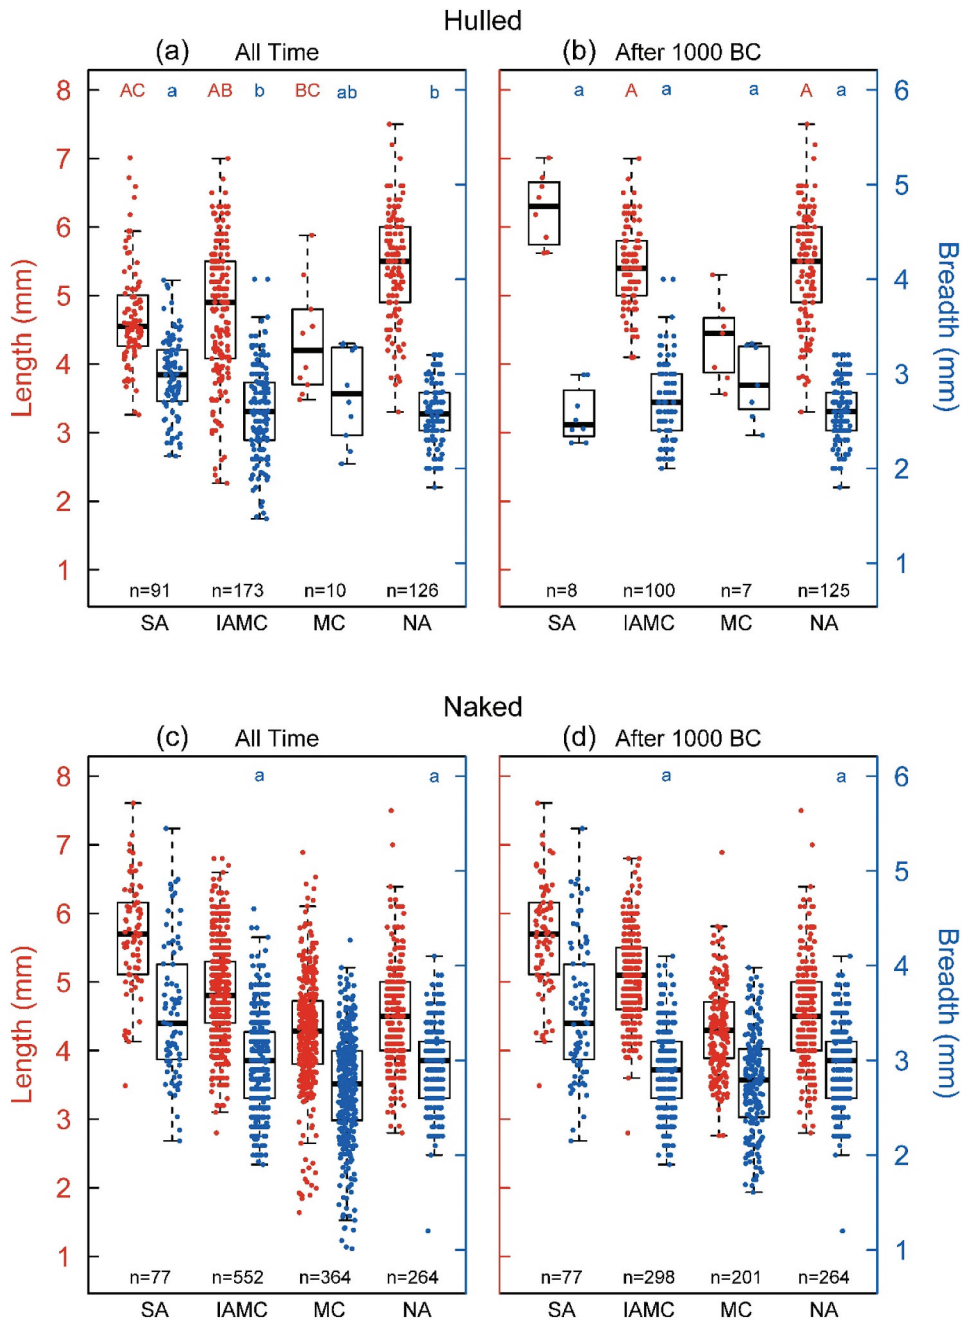 Hulled
(a) All Time
(b) After 1000 BC
8 AC a AB b BC ab b
a A a a A a 6
7
5
6
5
4
4
3
3
2
2
1
1
n=91 n=173 n=10 n=126
n=8 n=100 n=7 n=125
SA IAMC MC NA
SA IAMC MC NA
Length (mm)
Breadth (mm)
Naked
(c) All Time
(d) After 1000 BC
8 a a
a a 6
7
5
6
5
4
4
3
3
2
2
1
1
n=77 n=552 n=364 n=264
n=77 n=298 n=201 n=264
SA IAMC MC NA
SA IAMC MC NA
Length (mm)
Breadth (mm)